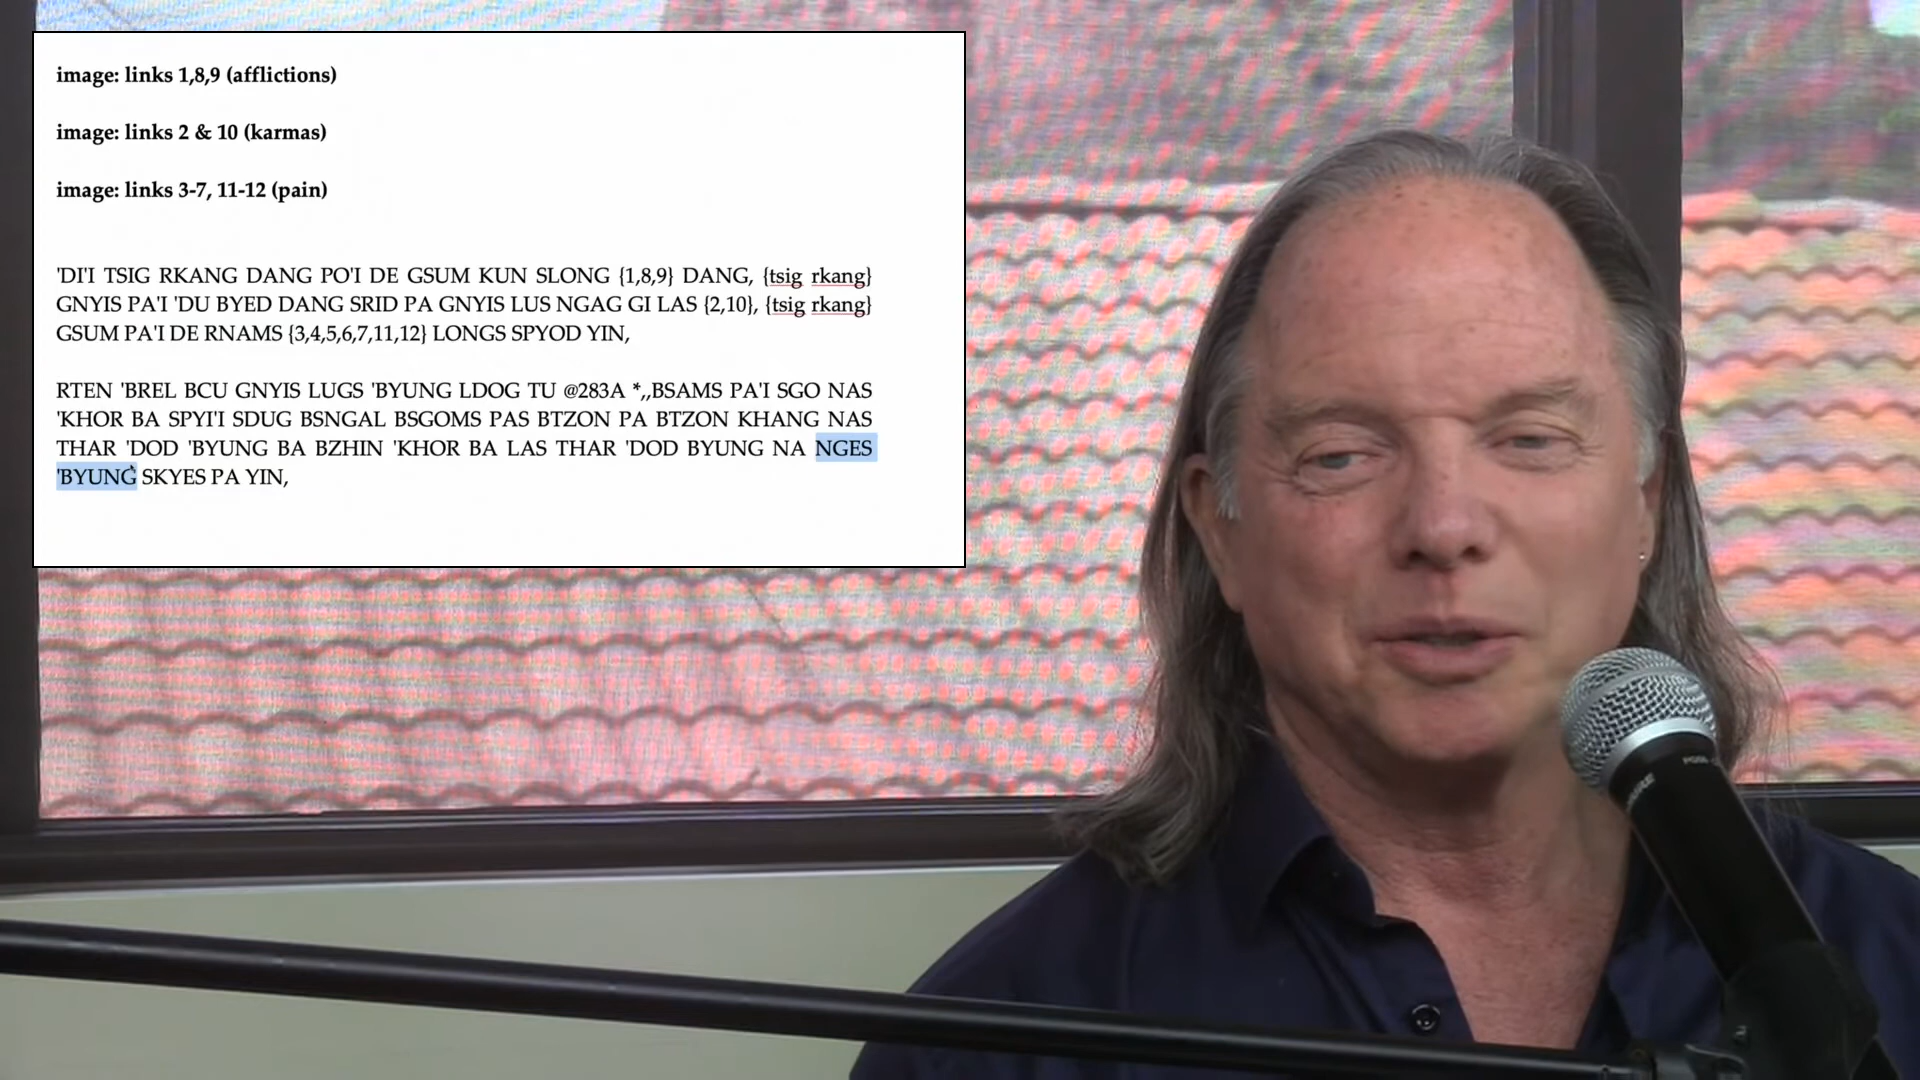 image: links 1,8,9 (afflictions)
image: links 2 & 10 (karmas)
image: links 3-7, 11-12 (pain)
'DI'I TSIG RKANG DANG PO'I DE GSUM KUN SLONG {1,8,9} DANG, {tsig rkang}
GNYIS PA'I 'DU BYED DANG SRID PA GNYIS LUS NGAG GI LAS {2,10}, {tsig rkang}
GSUM PA'I DE RNAMS {3,4,5,6,7,11,12} LONGS SPYOD YIN,
RTEN 'BREL BCU GNYIS LUGS 'BYUNG LDOG TU @283A *,,BSAMS PA'I SGO NAS
'KHOR BA SPYI'I SDUG BSNGAL BSGOMS PAS BTZON PA BTZON KHANG NAS
THAR 'DOD 'BYUNG BA BZHIN 'KHOR BA LAS THAR 'DOD BYUNG NA NGES
'BYUNG SKYES PA YIN,